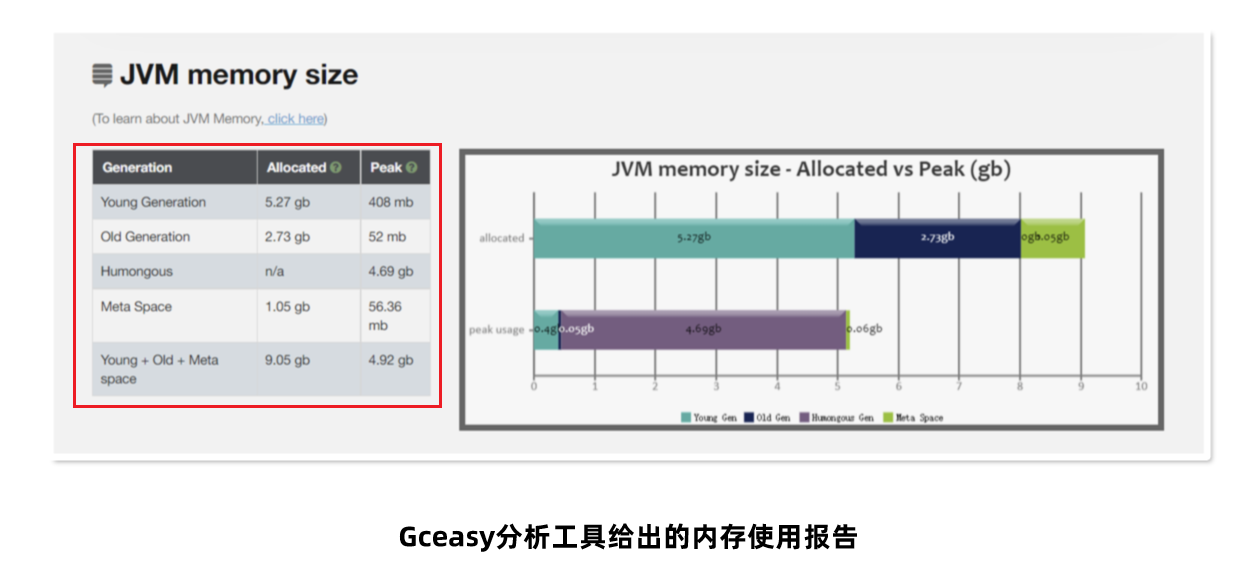 JVM memory size
(To learn about JVM Memory, click here)
Generation Allocated Peak
Young Generation 5.27 gb 408 mb
Old Generation 2.73 gb 52 mb
Humongous n/a 4.69 gb
Meta Space 1.05 gb 56.36
mb
Young + Old + Meta 9.05 gb 4.92 gb
space
JVM memory size - Allocated vs Peak (gb)
allocated 5.27gb 2.73gb 1.05gb
peak usage 0.05gb 4.69gb 0.06gb
0 1 2 3 4 5 6 7 8 9 10
Young Gen Old Gen Humongous Gen Meta Space
Gceasy分析工具给出的内存使用报告